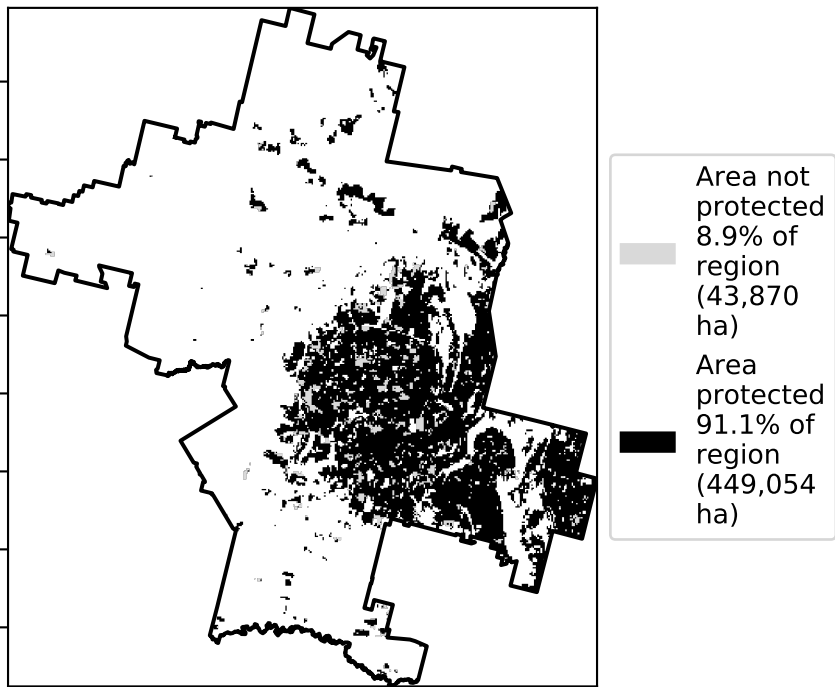 Area not
protected
8.9% of
region
(43,870
ha)
Area
protected
91.1% of
region
(449,054
ha)